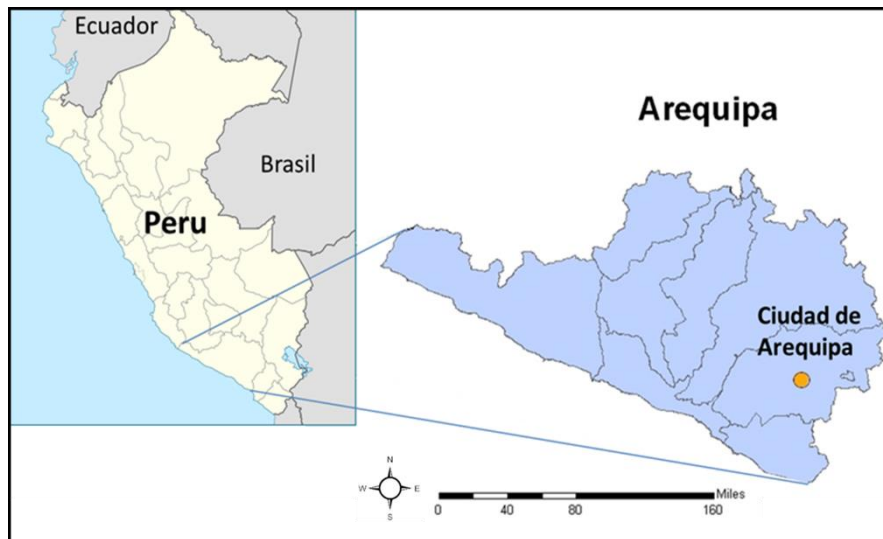 Ecuador
Brasil
Peru
Arequipa
Ciudad de
Arequipa
N
W E
S
Miles
0 40 80 160